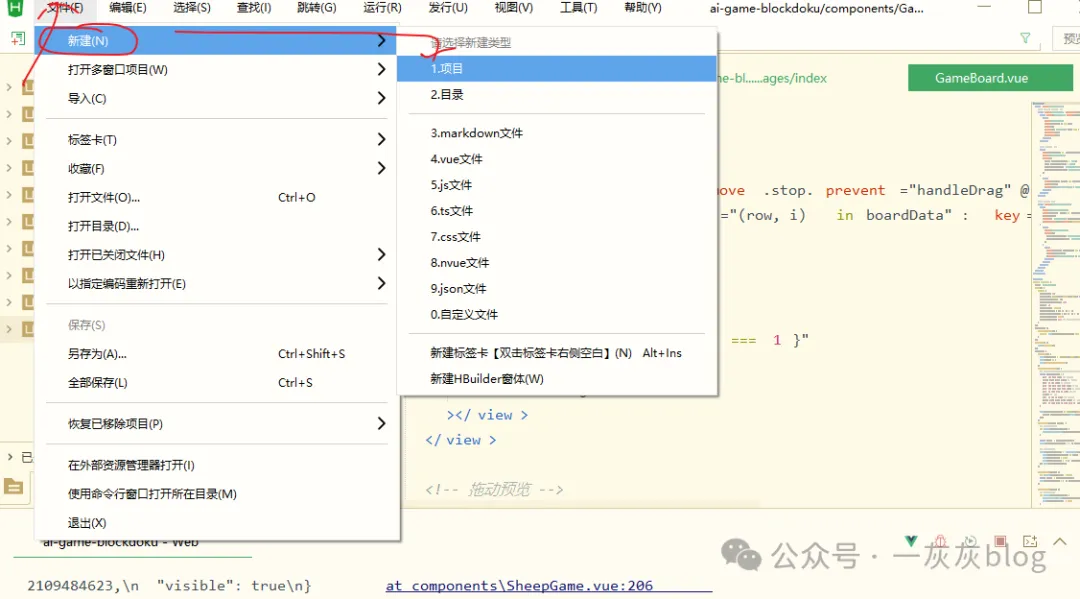 文件(F) 编辑(E) 选择(S) 查找(I) 跳转(G) 运行(R) 发行(U) 视图(V) 工具(T) 帮助(Y) ai-game-blockdoku/components/Ga...
新建(N)
打开多窗口项目(W)
导入(C)
标签卡(T)
收藏(F)
打开文件(O)... Ctrl+O
打开目录(D)...
打开已关闭文件(H)
以指定编码重新打开(E)
保存(S)
另存为(A)... Ctrl+Shift+S
全部保存(L) Ctrl+S
恢复已移除项目(P)
在外部资源管理器打开(I)
使用命令行窗口打开所在目录(M)
退出(X)
请选择新建类型
1.项目
2.目录
3.markdown文件
4.vue文件
5.js文件
6.ts文件
7.css文件
8.nvue文件
9.json文件
0.自定义文件
新建标签卡【双击标签卡右侧空白】(N) Alt+Ins
新建HBuilder窗体(W)
ne-bl......ages/index GameBoard.vue
ove .stop. prevent ="handleDrag" @
="(row, i) in boardData" : key =
=== 1 }"
></ view >
</ view >
<!-- 拖动预览 -->
ai-game-blockdoku - Web
公众号 · 一灰灰blog
2109484623,\n "visible": true\n} at components\SheepGame.vue:206